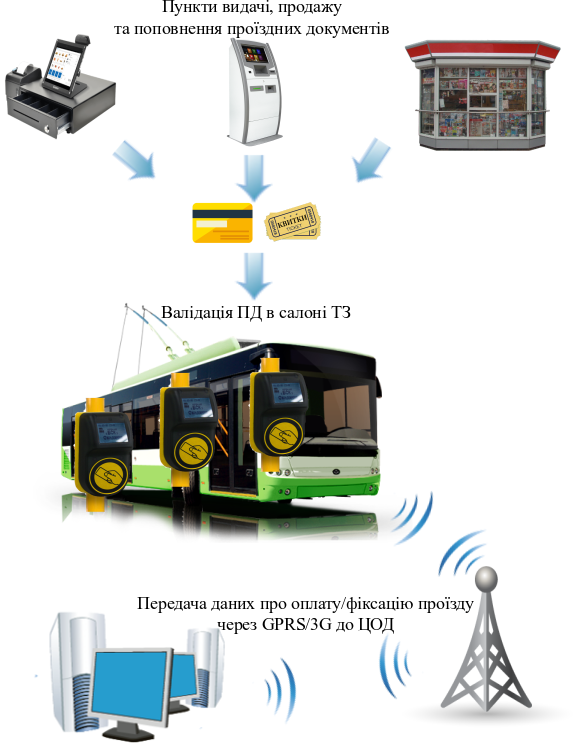 Пункти видачі, продажу
та поповнення проїздних документів
КВИТКИ
TICKET
Валідація ПД в салоні ТЗ
Передача даних про оплату/фіксацію проїзду
через GPRS/3G до ЦОД